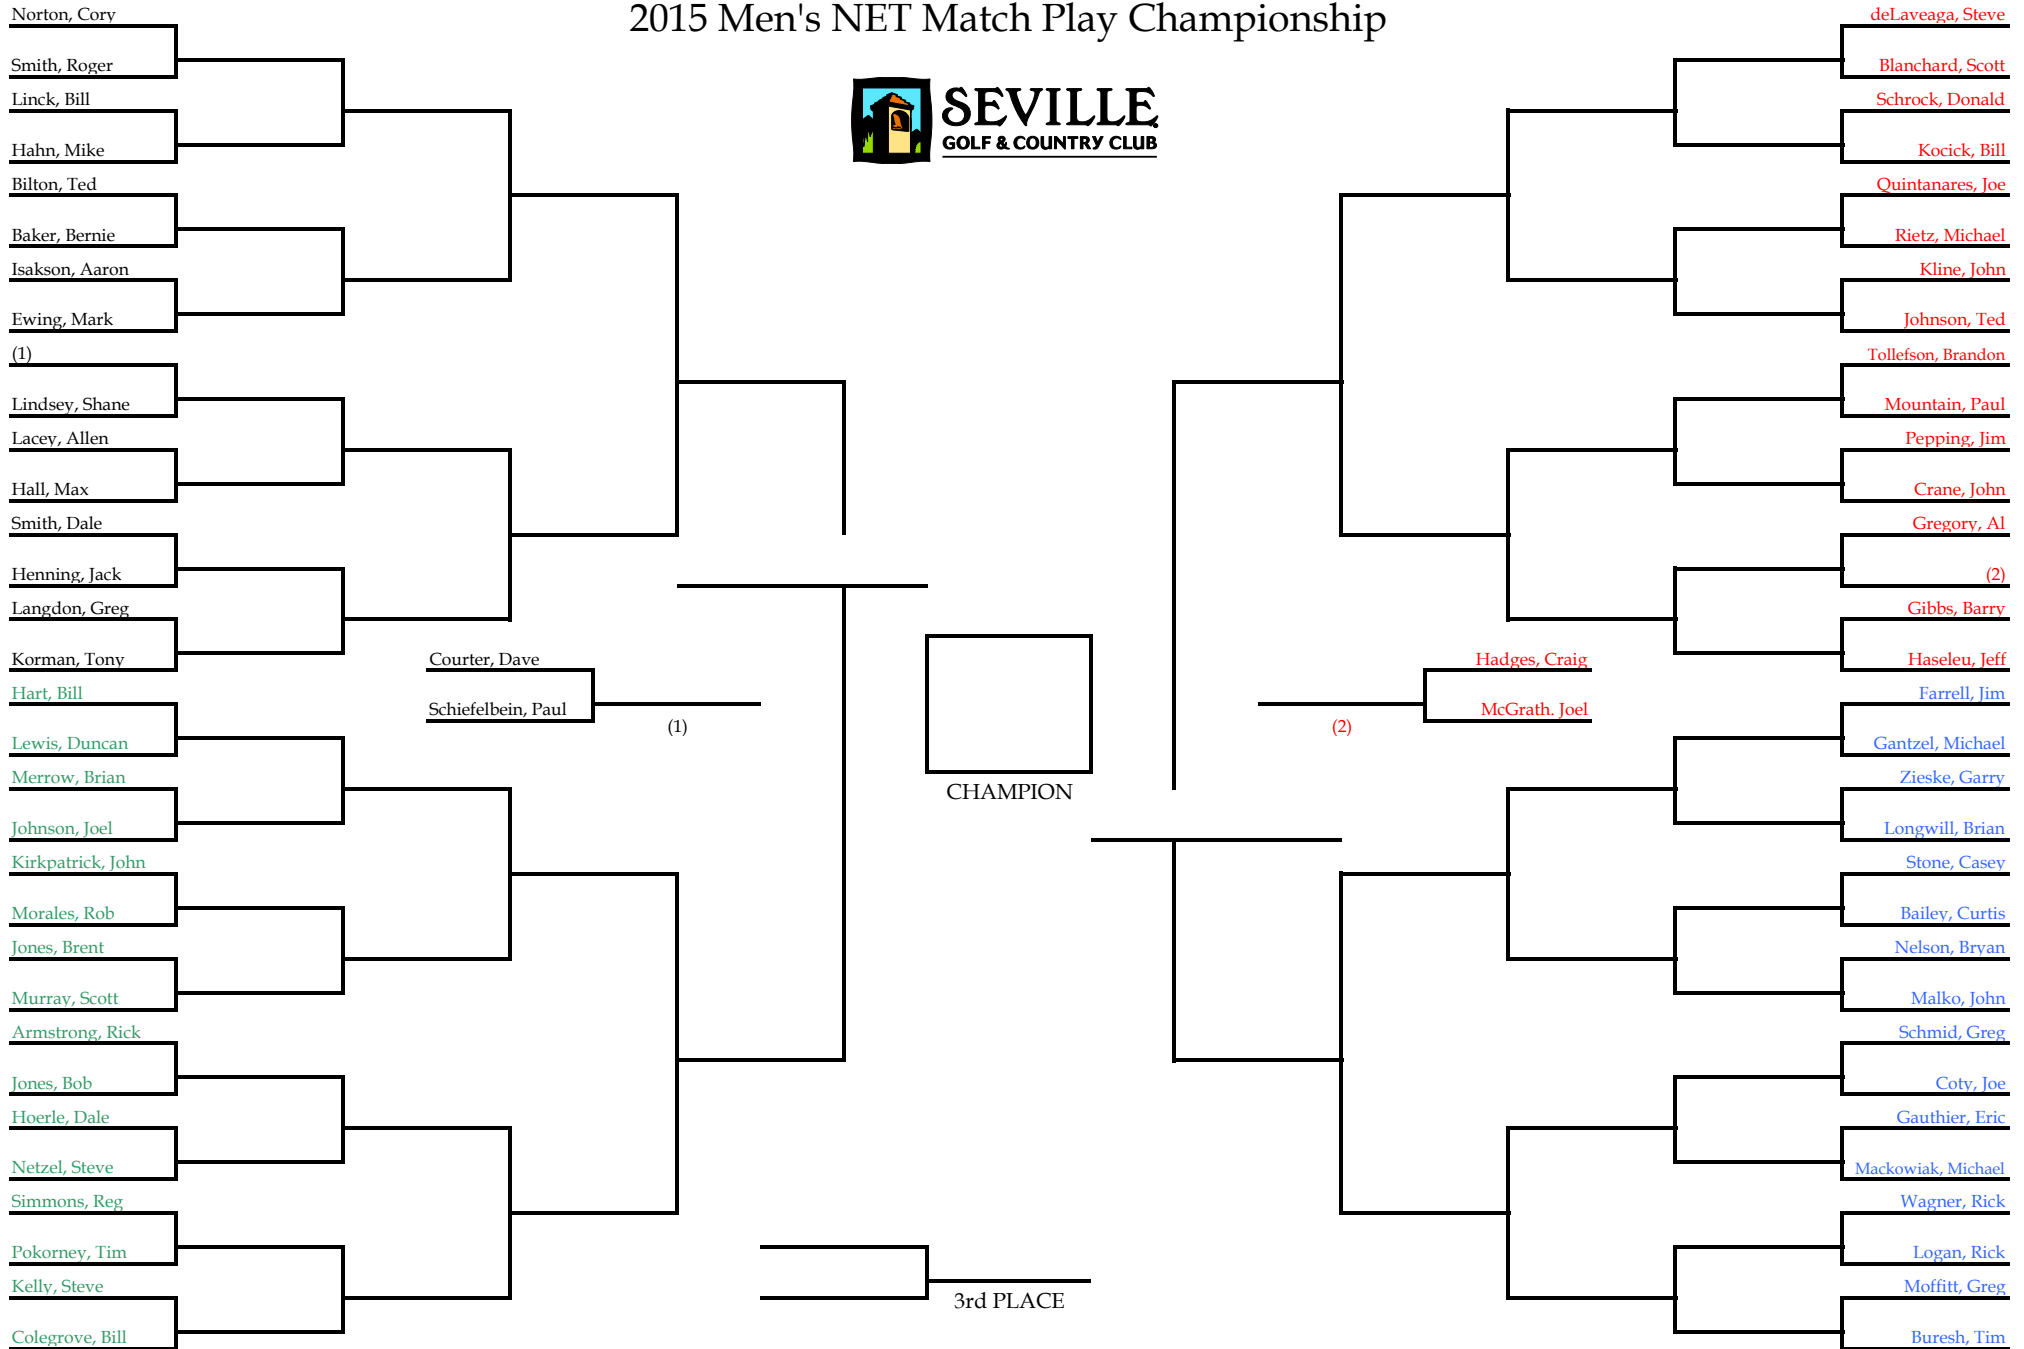 2015 Men's NET Match Play Championship
SEVILLE
GOLF & COUNTRY CLUB
Norton, Cory
Smith, Roger
Linck, Bill
Hahn, Mike
Bilton, Ted
Baker, Bernie
Isakson, Aaron
Ewing, Mark
(1)
Lindsey, Shane
Lacey, Allen
Hall, Max
Smith, Dale
Henning, Jack
Langdon, Greg
Korman, Tony
Hart, Bill
Lewis, Duncan
Merrow, Brian
Johnson, Joel
Kirkpatrick, John
Morales, Rob
Jones, Brent
Murray, Scott
Armstrong, Rick
Jones, Bob
Hoerle, Dale
Netzel, Steve
Simmons, Reg
Pokorney, Tim
Kelly, Steve
Colegrove, Bill
Courter, Dave
Schiefelbein, Paul
(1)
CHAMPION
3rd PLACE
Hadges, Craig
McGrath. Joel
(2)
deLaveaga, Steve
Blanchard, Scott
Schrock, Donald
Kocick, Bill
Quintanares, Joe
Rietz, Michael
Kline, John
Johnson, Ted
Tollefson, Brandon
Mountain, Paul
Pepping, Jim
Crane, John
Gregory, Al
(2)
Gibbs, Barry
Haseleu, Jeff
Farrell, Jim
Gantzel, Michael
Zieske, Garry
Longwill, Brian
Stone, Casey
Bailey, Curtis
Nelson, Bryan
Malko, John
Schmid, Greg
Coty, Joe
Gauthier, Eric
Mackowiak, Michael
Wagner, Rick
Logan, Rick
Moffitt, Greg
Buresh, Tim